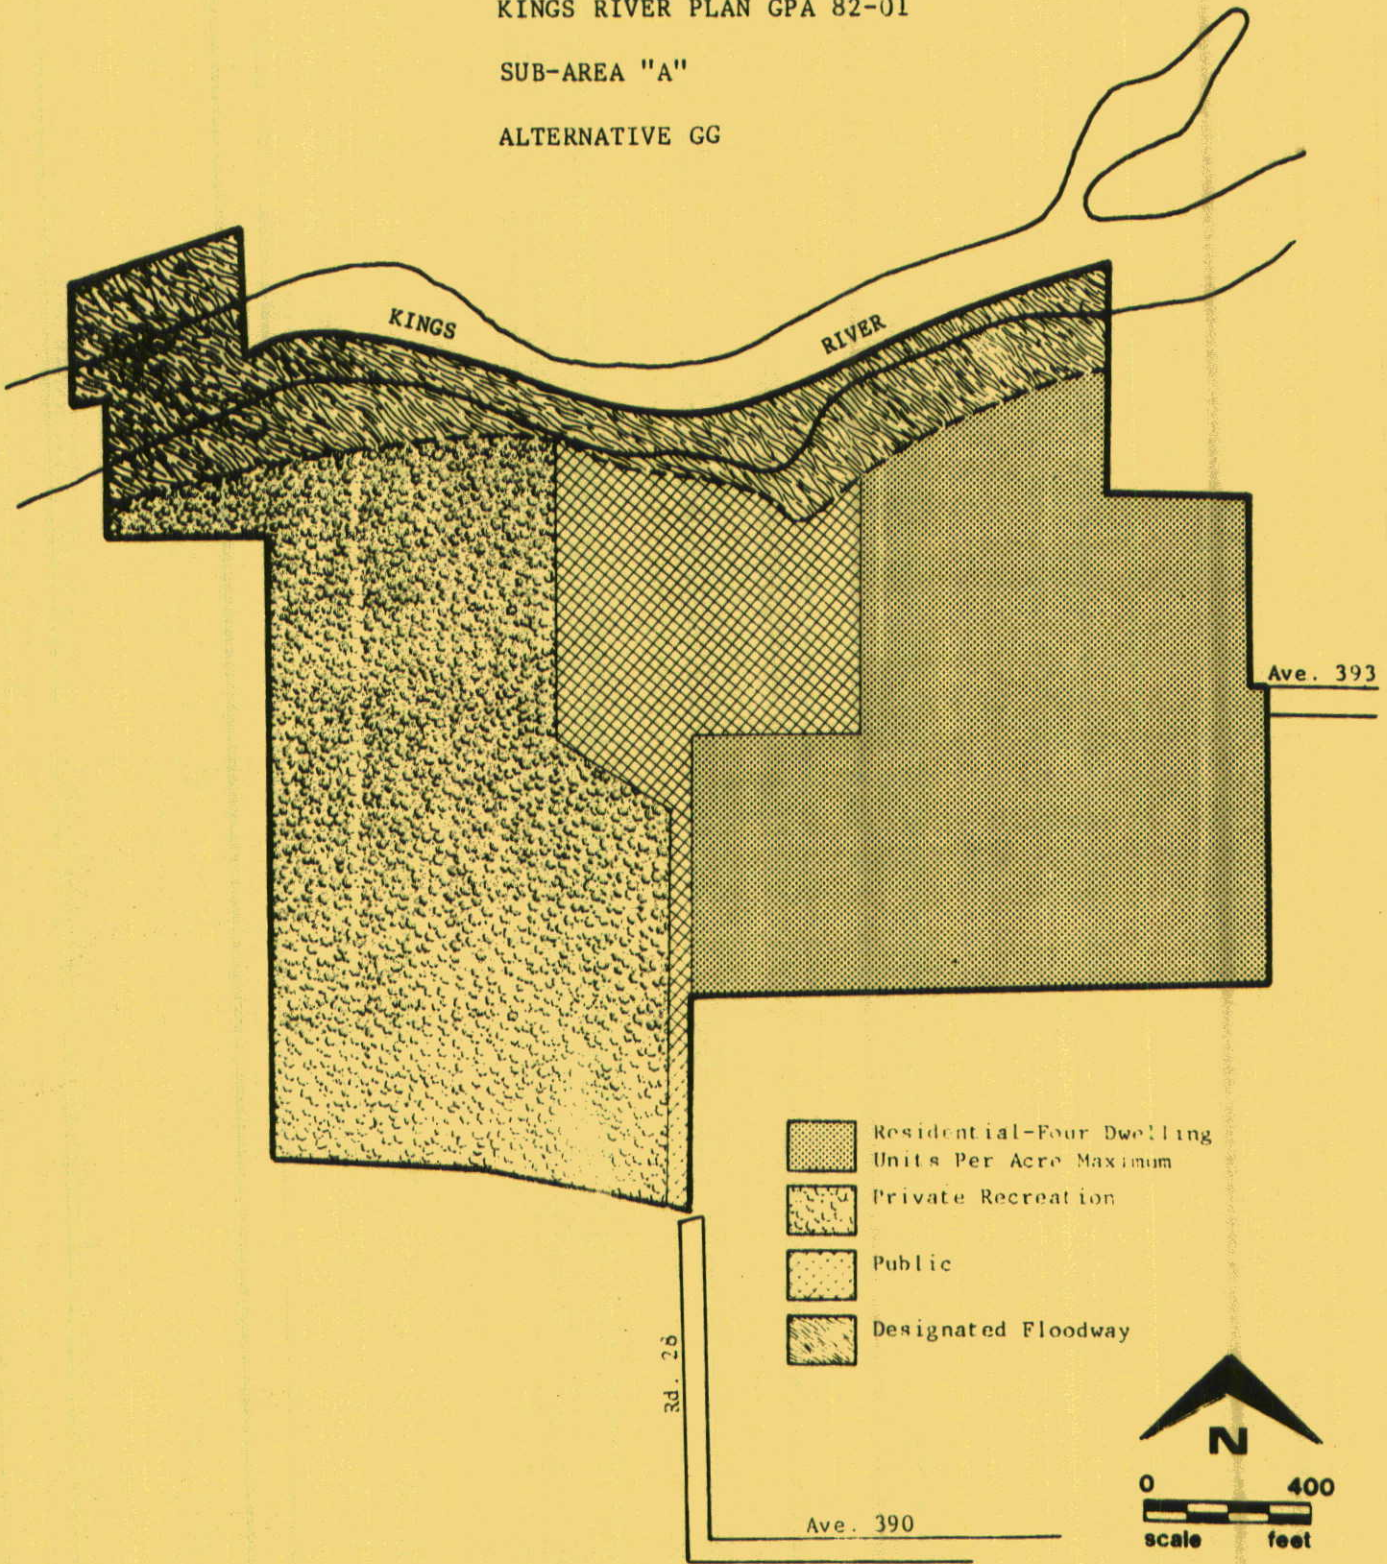 KINGS RIVER PLAN GPA 82-01
SUB-AREA "A"
ALTERNATIVE GG
KINGS
RIVER
Ave. 393
Residential-Four Dwelling
Units Per Acre Maximum
Private Recreation
Public
Designated Floodway
Rd. 28
N
0 400
scale feet
Ave. 390